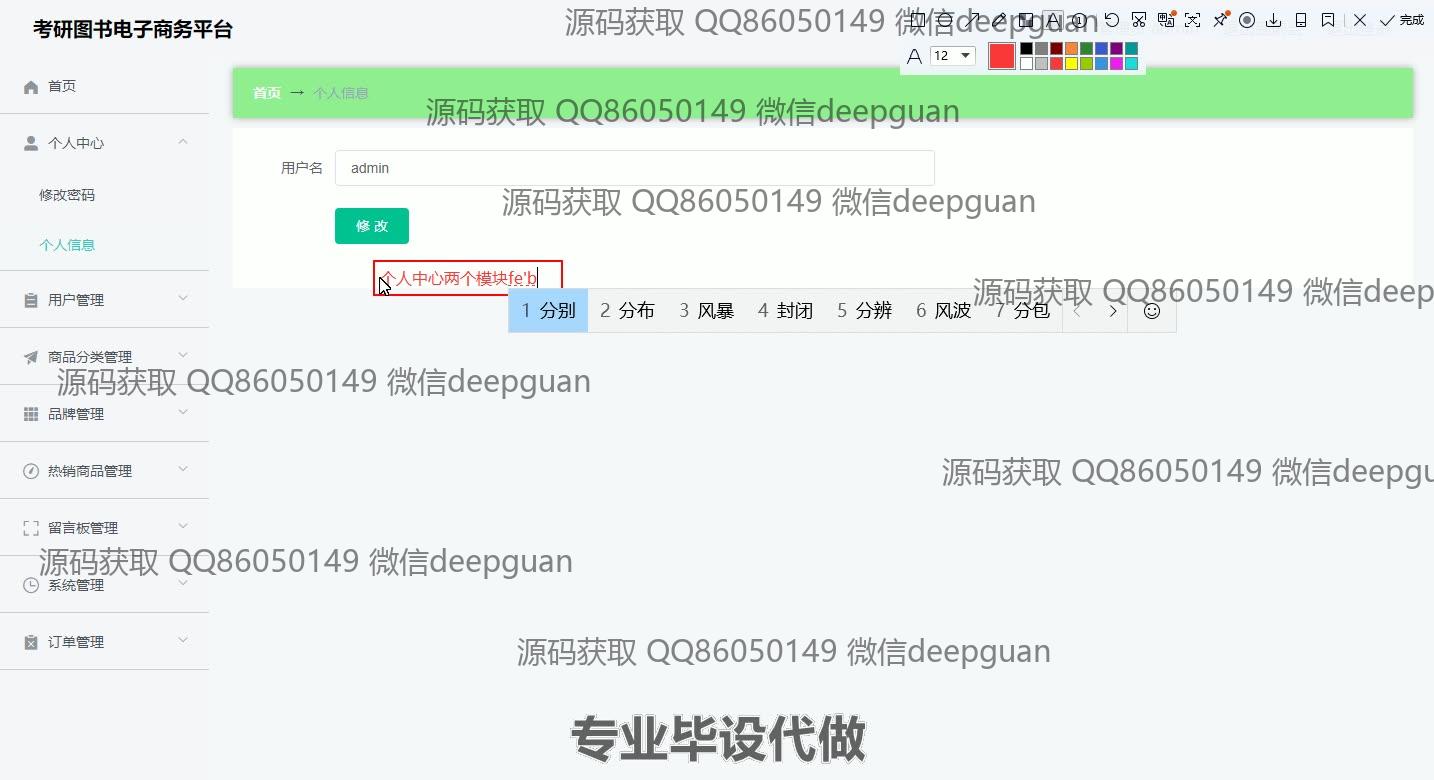 考研图书电子商务平台
源码获取 QQ86050149 微信deepguan
完成
12
首页
首页 → 个人信息
源码获取 QQ86050149 微信deepguan
个人中心
用户名 admin
修改密码
源码获取 QQ86050149 微信deepguan
修改
个人信息
个人中心两个模块fe'b
用户管理
源码获取 QQ86050149 微信deep
1 分别 2 分布 3 风暴 4 封闭 5 分辨 6 风波 7 分包
商品分类管理
源码获取 QQ86050149 微信deepguan
品牌管理
热销商品管理
源码获取 QQ86050149 微信deepgu
留言板管理
源码获取 QQ86050149 微信deepguan
系统管理
订单管理
源码获取 QQ86050149 微信deepguan
专业毕设代做